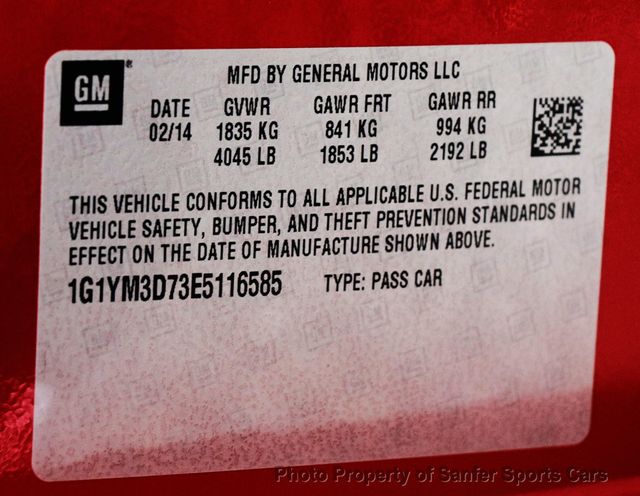 GM®
MFD BY GENERAL MOTORS LLC
DATE GVWR GAWR FRT GAWR RR
02/14 1835 KG 841 KG 994 KG
4045 LB 1853 LB 2192 LB
THIS VEHICLE CONFORMS TO ALL APPLICABLE U.S. FEDERAL MOTOR
VEHICLE SAFETY, BUMPER, AND THEFT PREVENTION STANDARDS IN
EFFECT ON THE DATE OF MANUFACTURE SHOWN ABOVE.
1G1YM3D73E5116585 TYPE: PASS CAR
Photo Property of Sanfer Sports Cars